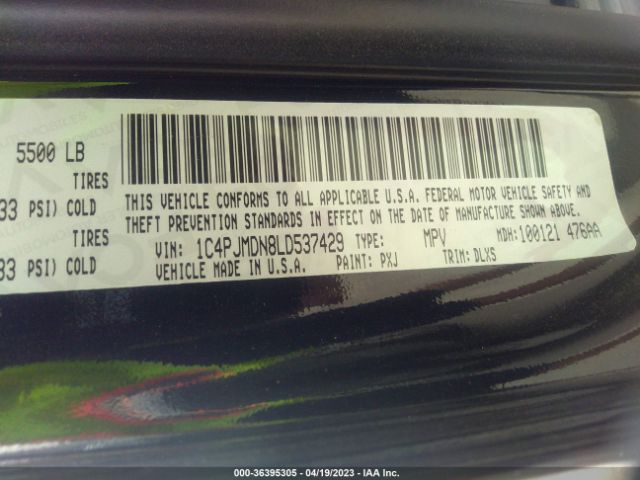 5500 LB
TIRES
33 PSI) COLD
TIRES
33 PSI) COLD
THIS VEHICLE CONFORMS TO ALL APPLICABLE U.S.A. FEDERAL MOTOR VEHICLE SAFETY AND
THEFT PREVENTION STANDARDS IN EFFECT ON THE DATE OF MANUFACTURE SHOWN ABOVE.
VIN: 1C4PJMDN8LD537429 TYPE: MPV MDH: 100121 476AA
VEHICLE MADE IN U.S.A. PAINT: PXJ TRIM: DLXS
000-36395305 - 04/19/2023 - IAA Inc.